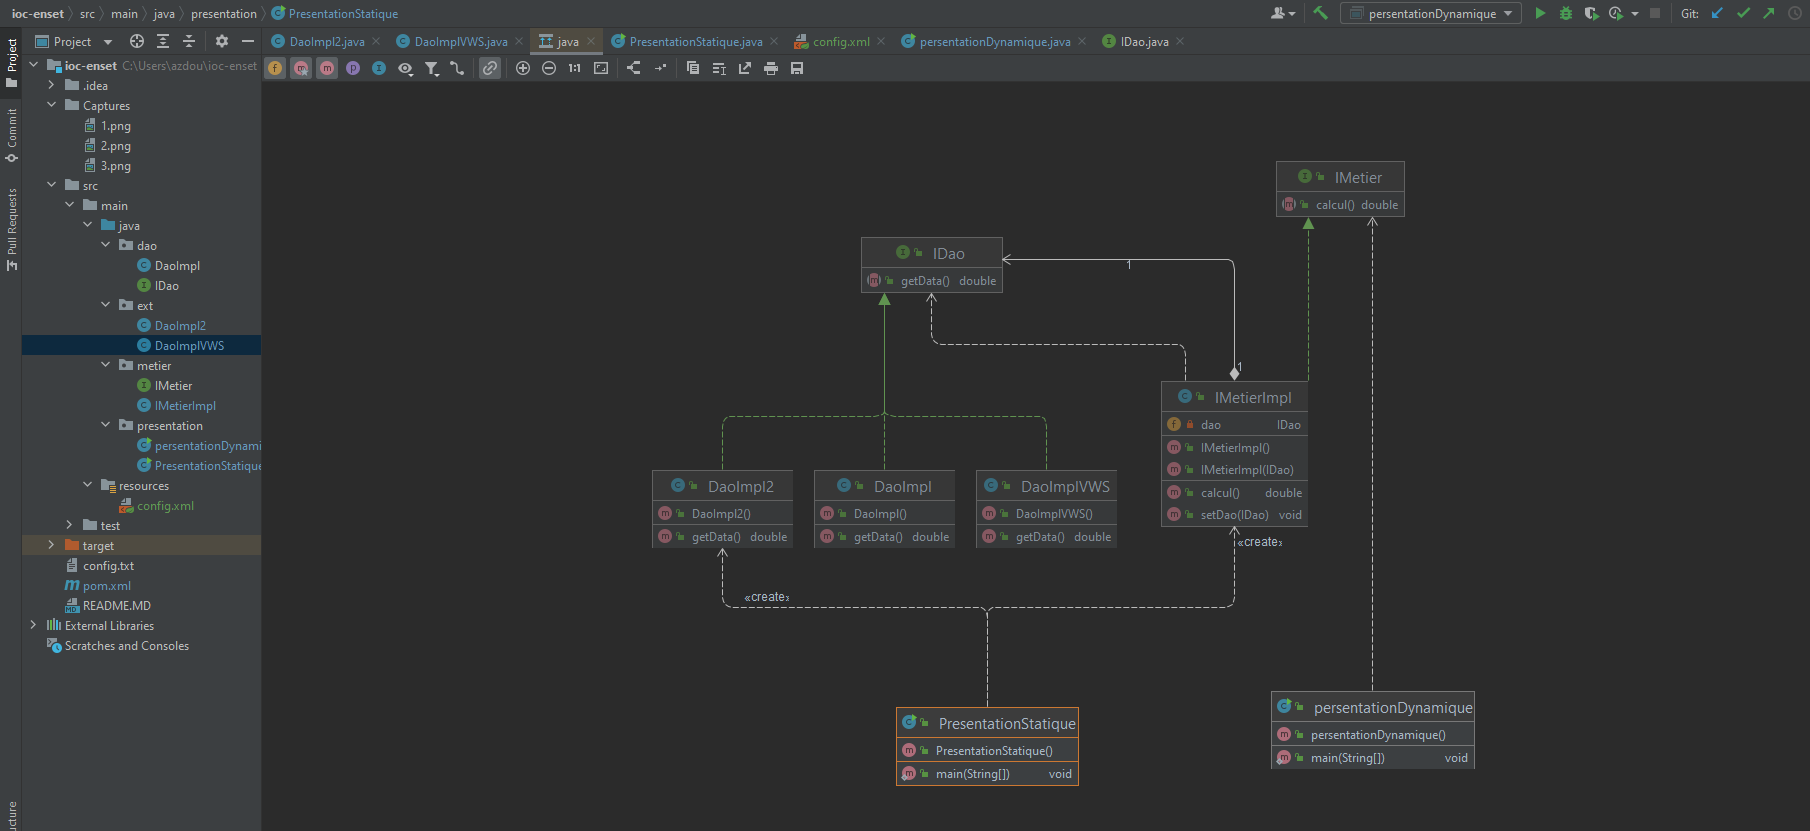 ioc-enset src main java presentation PresentationStatique
persentationDynamique Git:
Project
DaoImpl2.java DaoImplVWS.java java PresentationStatique.java config.xml persentationDynamique.java IDao.java
Project
Commit
Pull Requests
ioc-enset C:\Users\azdou\ioc-enset
.idea
Captures
1.png
2.png
3.png
src
main
java
dao
DaoImpl
IDao
ext
DaoImpl2
DaoImplVWS
metier
IMetier
IMetierImpl
presentation
persentationDynami
PresentationStatique
resources
config.xml
test
target
config.txt
pom.xml
README.MD
External Libraries
Scratches and Consoles
1:1
IMetier
calcul() double
IDao
getData() double
1
1
IMetierImpl
dao IDao
IMetierImpl()
IMetierImpl(IDao)
calcul() double
setDao(IDao) void
DaoImpl2
DaoImpl2()
getData() double
DaoImpl
DaoImpl()
getData() double
DaoImplVWS
DaoImplVWS()
getData() double
«create»
«create»
PresentationStatique
PresentationStatique()
main(String[]) void
persentationDynamique
persentationDynamique()
main(String[]) void